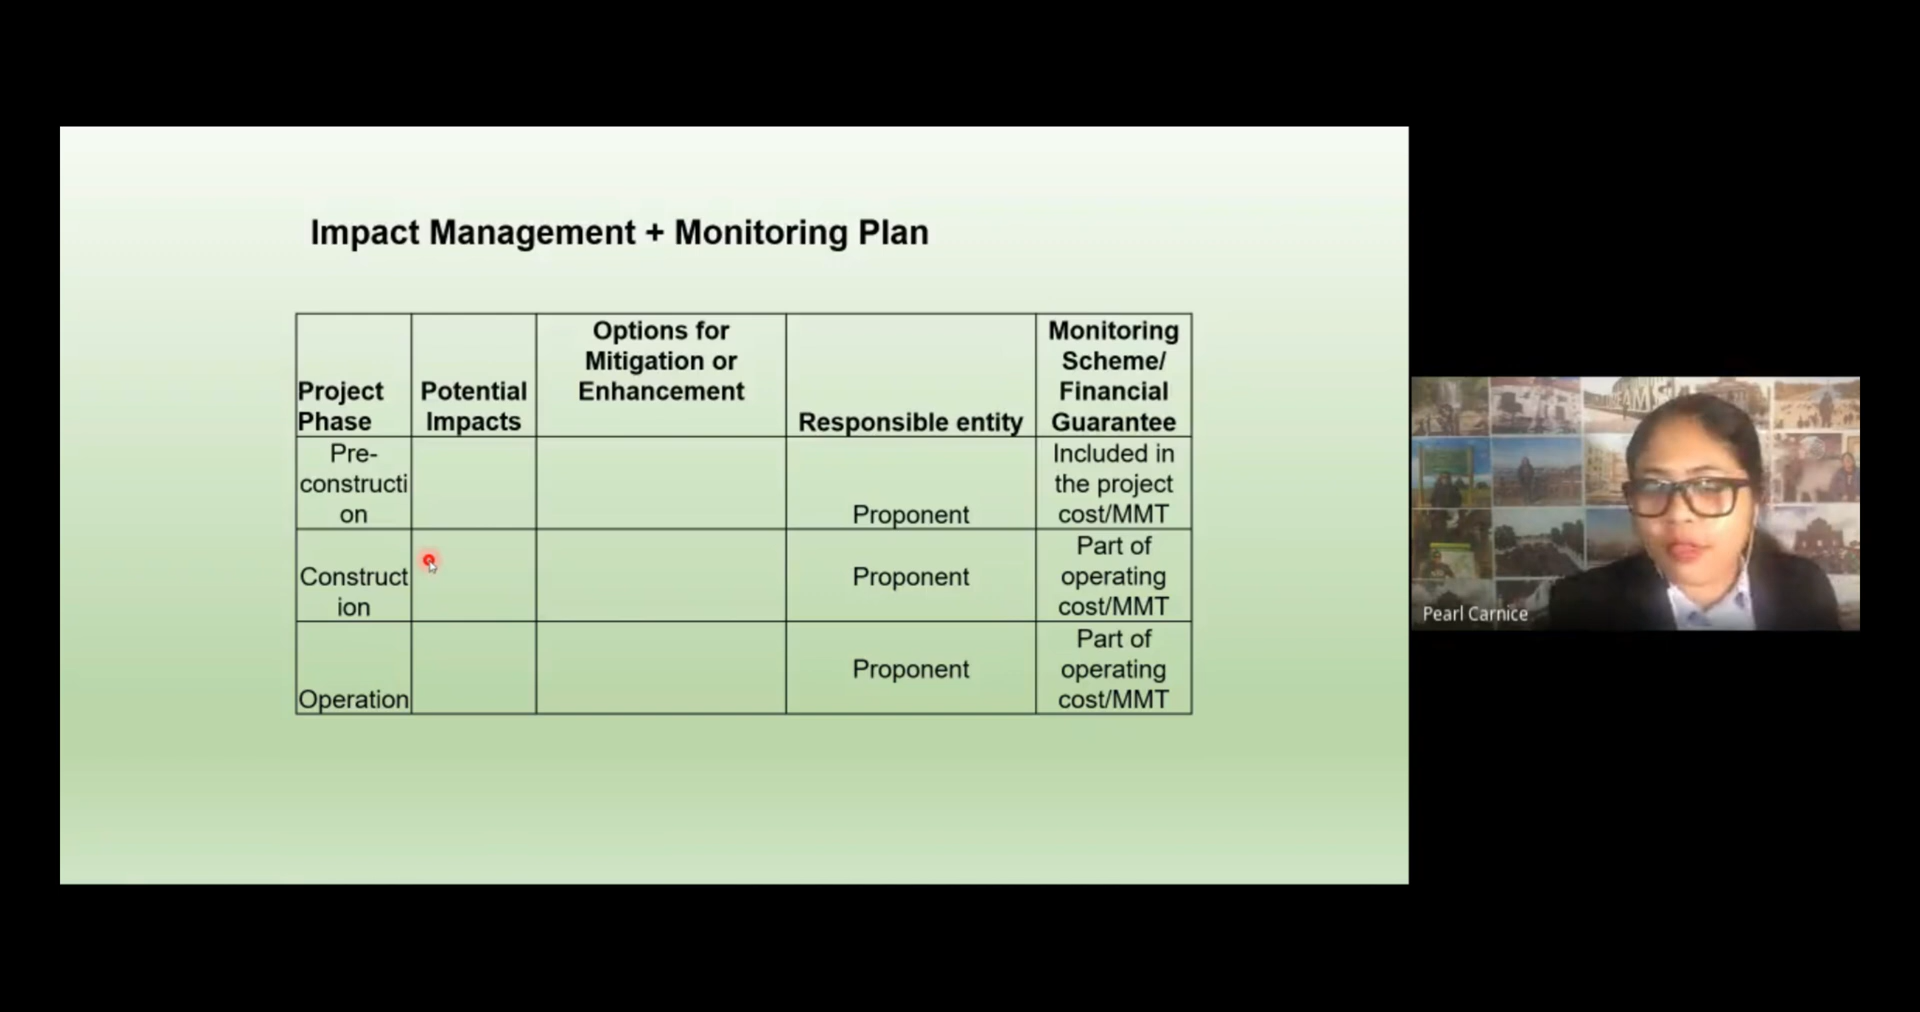 Impact Management + Monitoring Plan
Project
Phase
Potential
Impacts
Options for
Mitigation or
Enhancement
Responsible entity
Monitoring
Scheme/
Financial
Guarantee
Pre-
constructi
on
Proponent
Included in
the project
cost/MMT
Construct
ion
Proponent
Part of
operating
cost/MMT
Operation
Proponent
Part of
operating
cost/MMT
Pearl Carnice